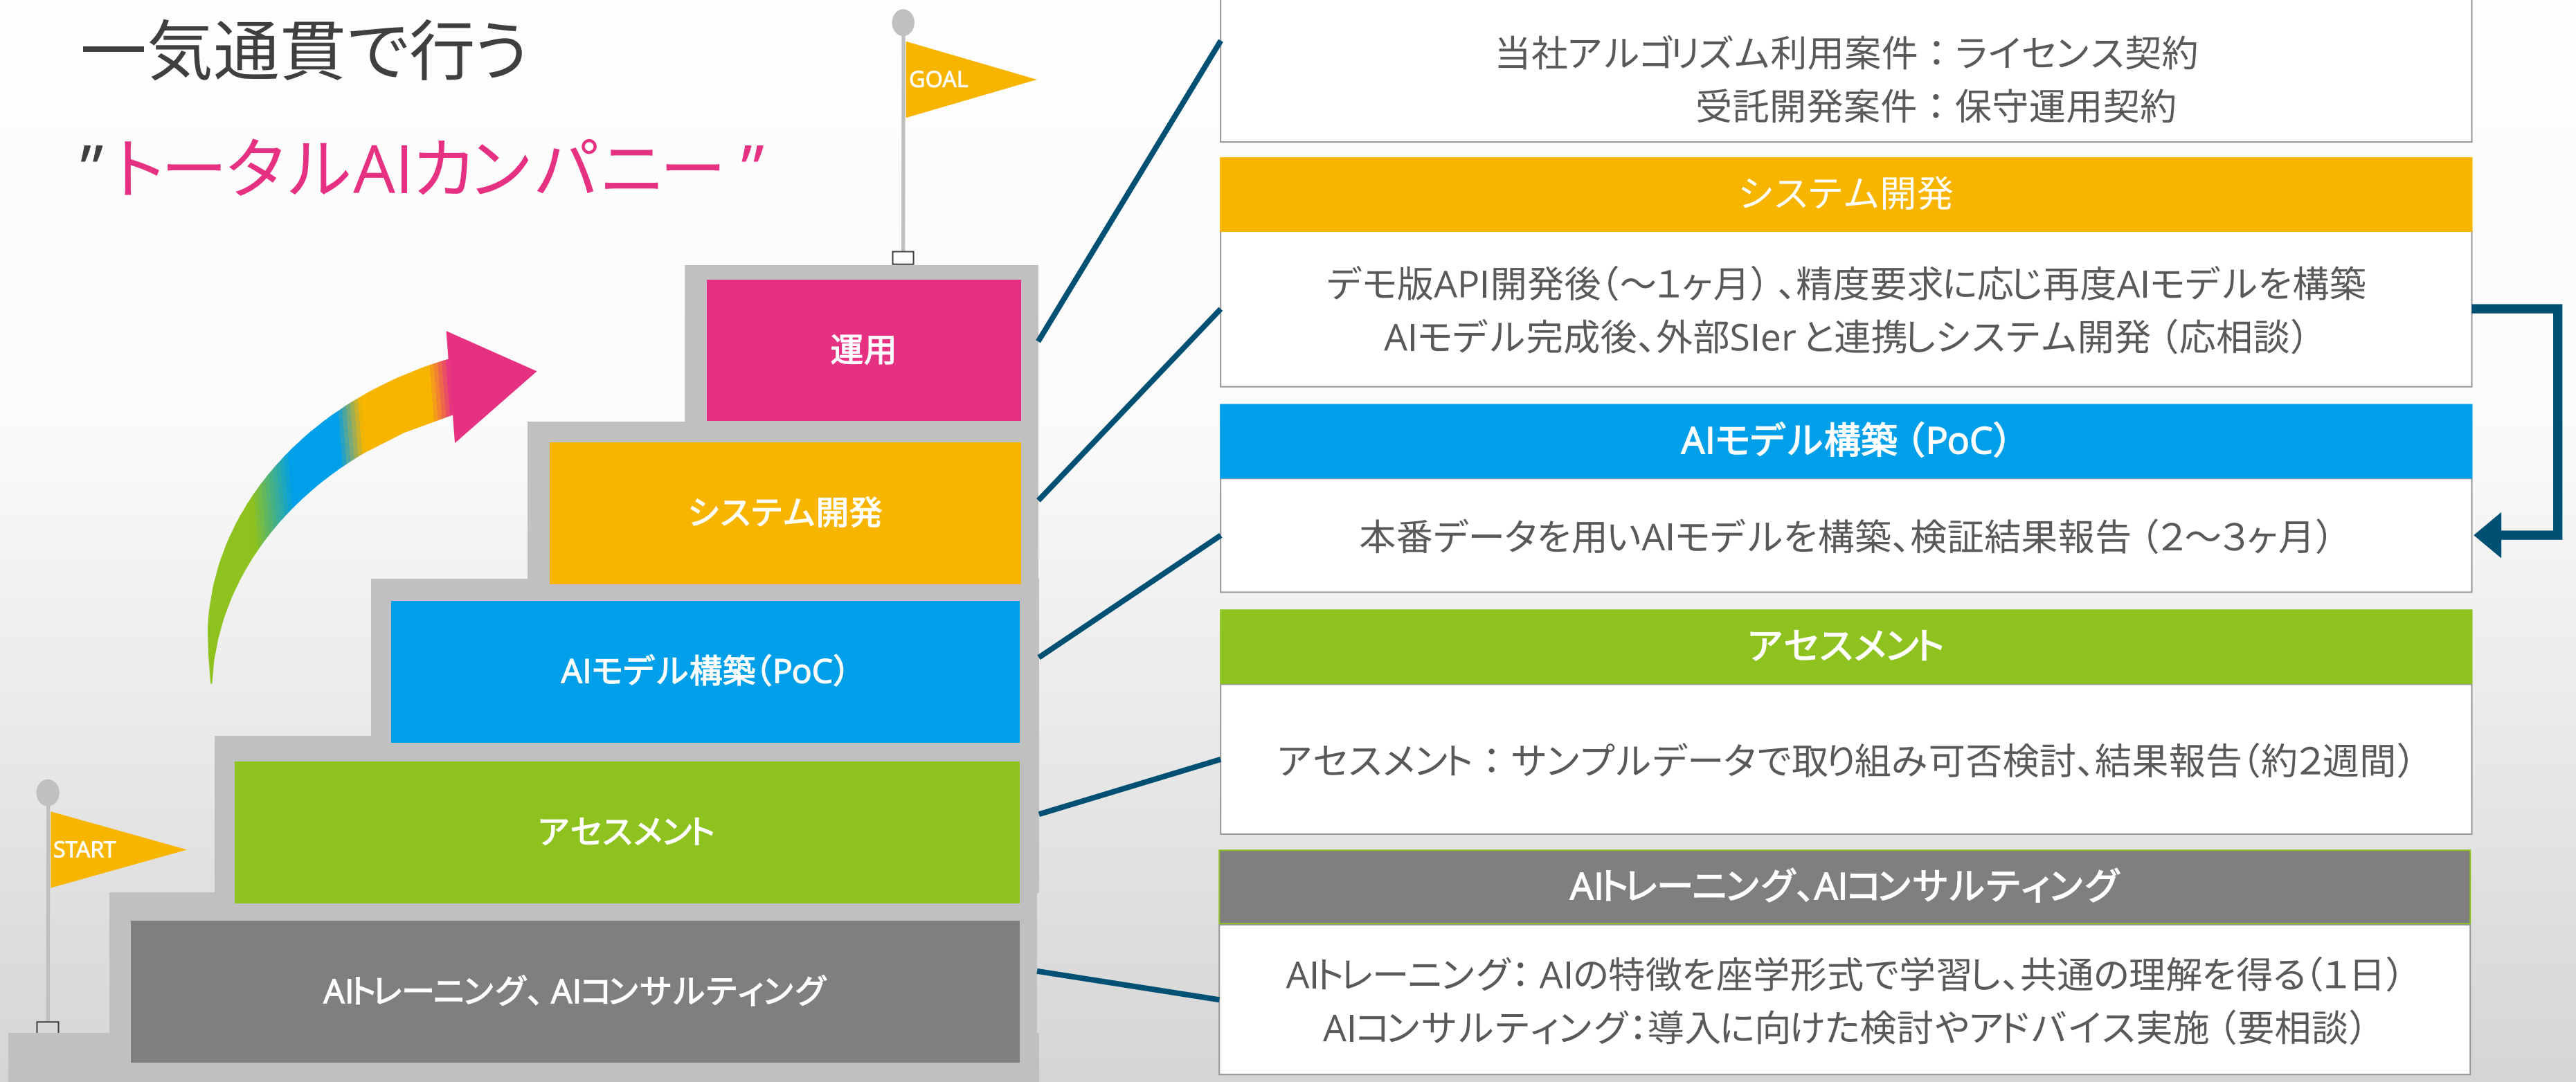 一気通貫で行う
”トータルAIカンパニー ”
GOAL
運用
システム開発
AIモデル構築（PoC）
アセスメント
START
AIトレーニング、AIコンサルティング
当社アルゴリズム利用案件：ライセンス契約
受託開発案件：保守運用契約
システム開発
デモ版API開発後（～１ヶ月）、精度要求に応じ再度AIモデルを構築
AIモデル完成後、外部SIer と連携しシステム開発（応相談）
AIモデル構築（PoC）
本番データを用いAIモデルを構築、検証結果報告（２～３ヶ月）
アセスメント
アセスメント：サンプルデータで取り組み可否検討、結果報告（約２週間）
AIトレーニング、AIコンサルティング
AIトレーニング：AIの特徴を座学形式で学習し、共通の理解を得る（１日）
AIコンサルティング：導入に向けた検討やアドバイス実施（要相談）